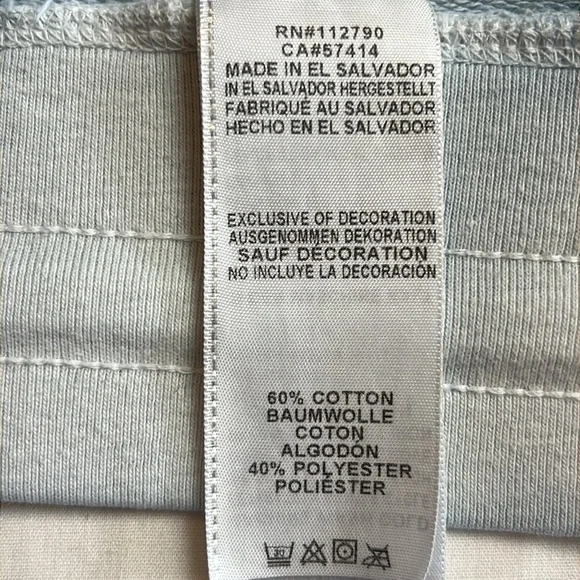 RN#112790
CA#57414
MADE IN EL SALVADOR
IN EL SALVADOR HERGESTELLT
FABRIQUÉ AU SALVADOR
HECHO EN EL SALVADOR
EXCLUSIVE OF DECORATION
AUSGENOMMEN DEKORATION
SAUF DÉCORATION
NO INCLUYE LA DECORACIÓN
60% COTTON
BAUMWOLLE
COTON
ALGODÓN
40% POLYESTER
POLIÉSTER